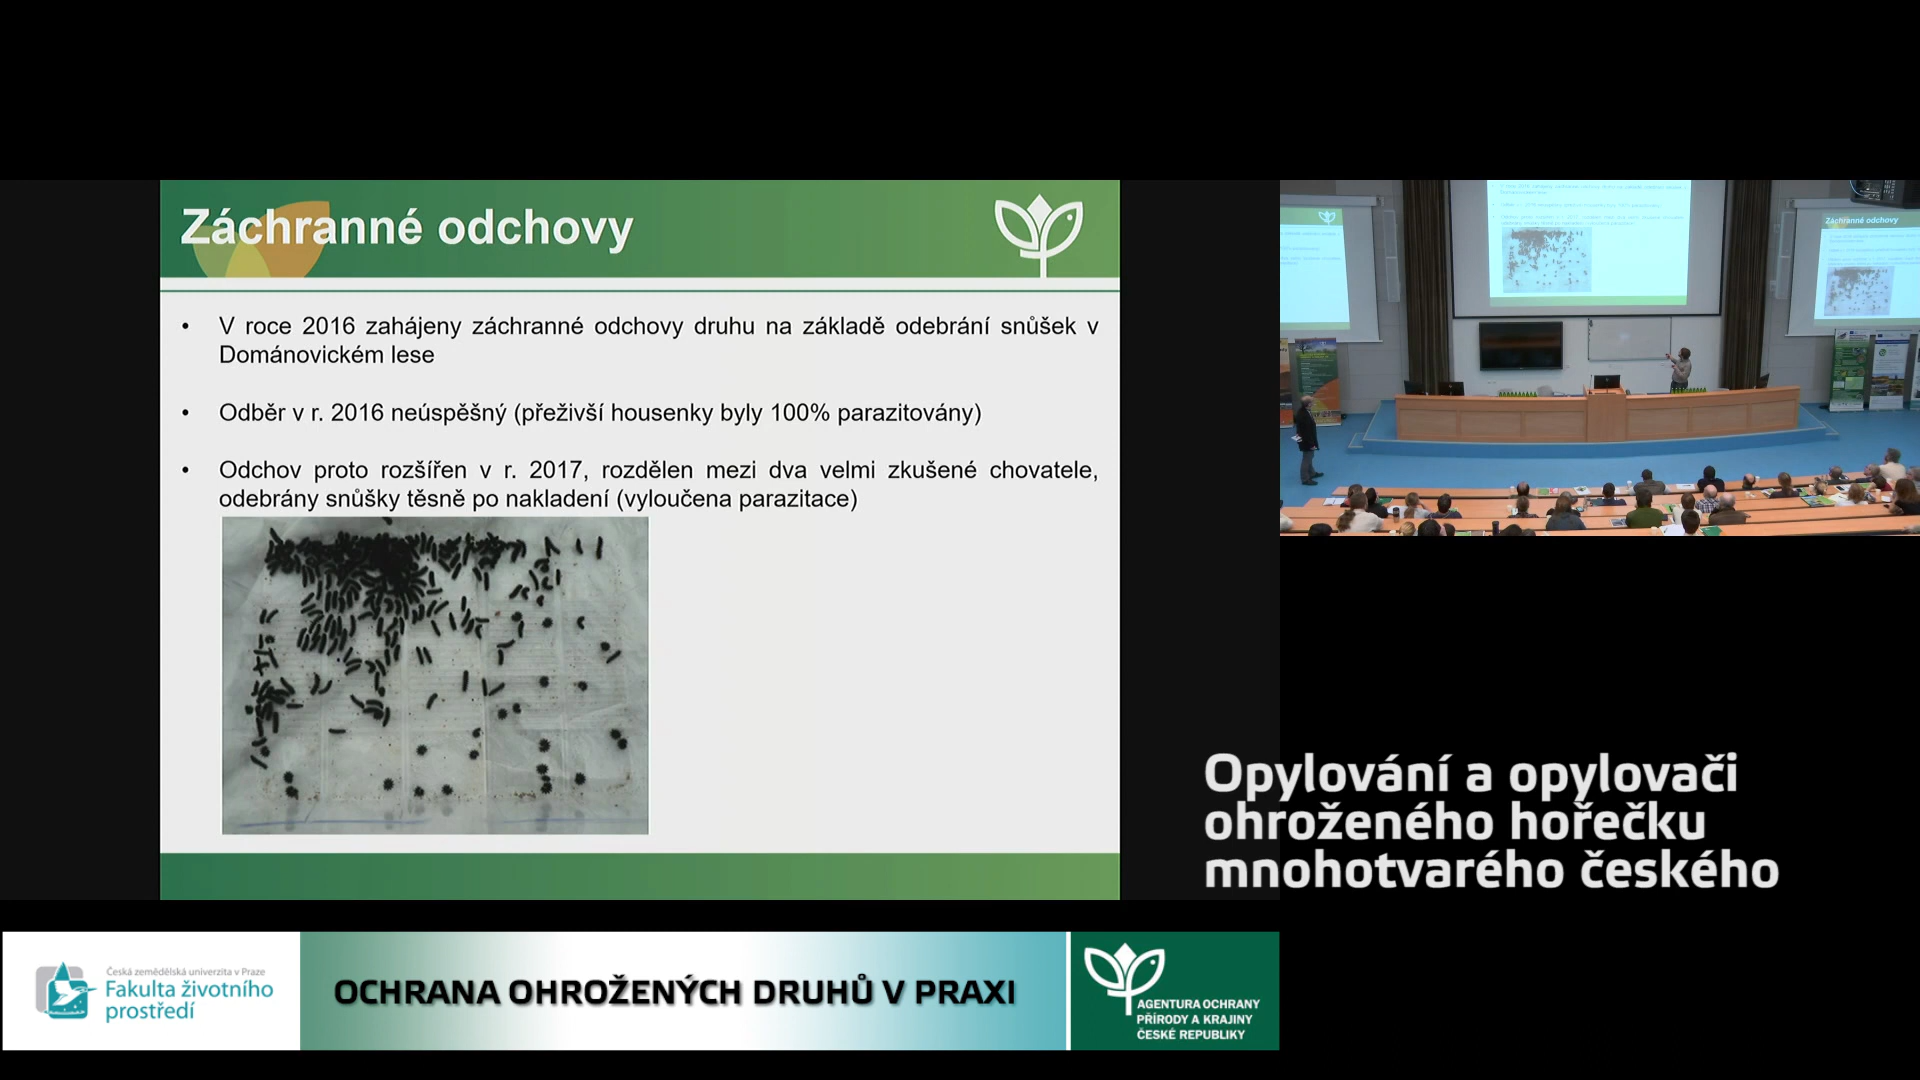 Záchranné odchovy
• V roce 2016 zahájeny záchranné odchovy druhu na základě odebrání snůšek v
Dománovickém lese
• Odběr v r. 2016 neúspěšný (přeživší housenky byly 100% parazitovány)
• Odchov proto rozšířen v r. 2017, rozdělen mezi dva velmi zkušené chovatele,
odebrány snůšky těsně po nakladení (vyloučena parazitace)
Záchranné odchovy
Opylování a opylovači
ohroženého hořečku
mnohotvarého českého
Česká zemědělská univerzita v Praze
Fakulta životního
prostředí
OCHRANA OHROŽENÝCH DRUHŮ V PRAXI
AGENTURA OCHRANY
PŘÍRODY A KRAJINY
ČESKÉ REPUBLIKY